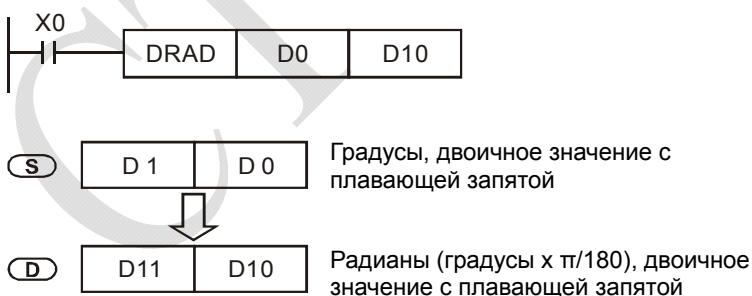 X0
DRAD D0 D10
S D 1 D 0 Градусы, двоичное значение с
плавающей запятой
D D11 D10 Радианы (градусы x π/180), двоичное
значение с плавающей запятой